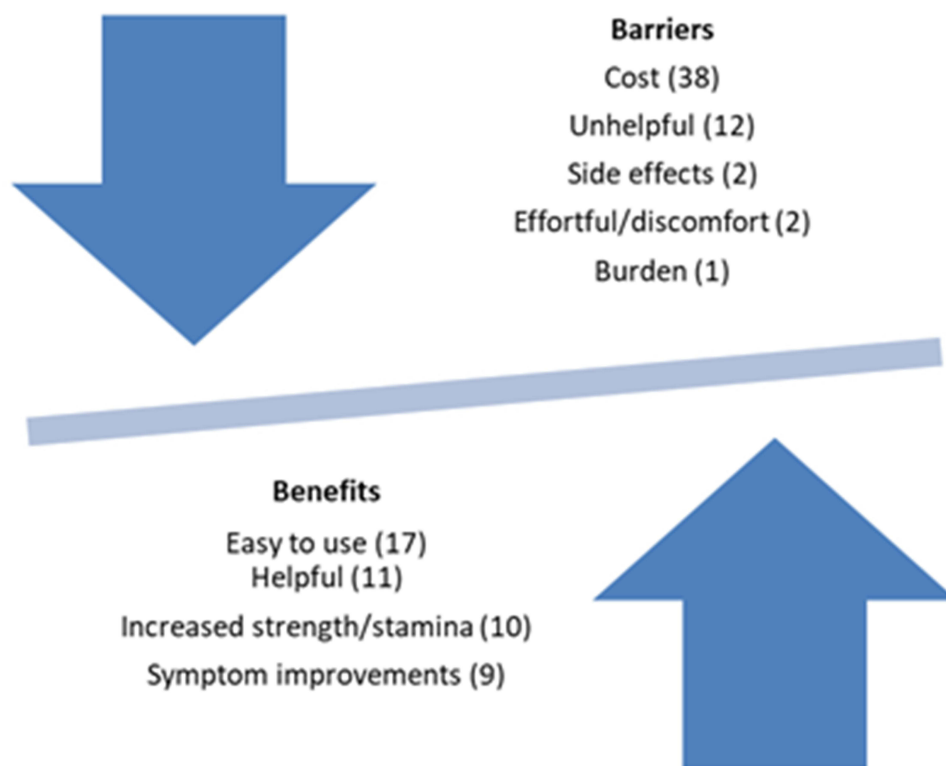 Barriers
Cost (38)
Unhelpful (12)
Side effects (2)
Effortful/discomfort (2)
Burden (1)
Benefits
Easy to use (17)
Helpful (11)
Increased strength/stamina (10)
Symptom improvements (9)